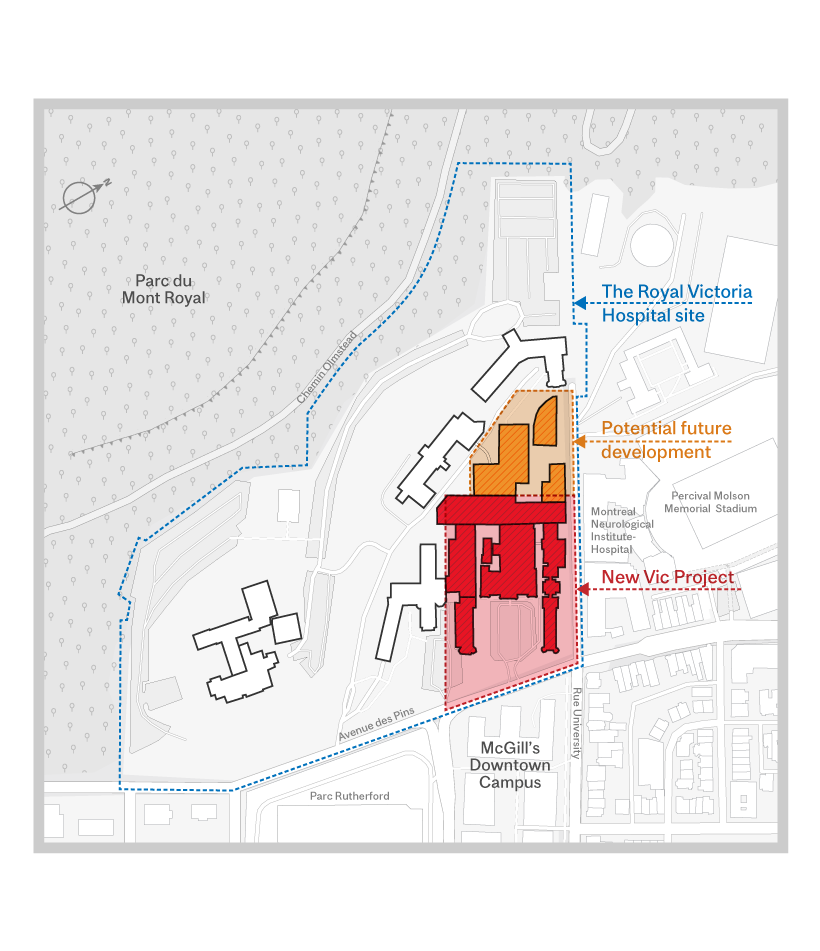 N
Parc du
Mont Royal
Chemin Olmstead
The Royal Victoria
Hospital site
Potential future
development
Percival Molson
Memorial Stadium
Montreal
Neurological
Institute-
Hospital
New Vic Project
Avenue des Pins
Rue University
McGill's
Downtown
Campus
Parc Rutherford